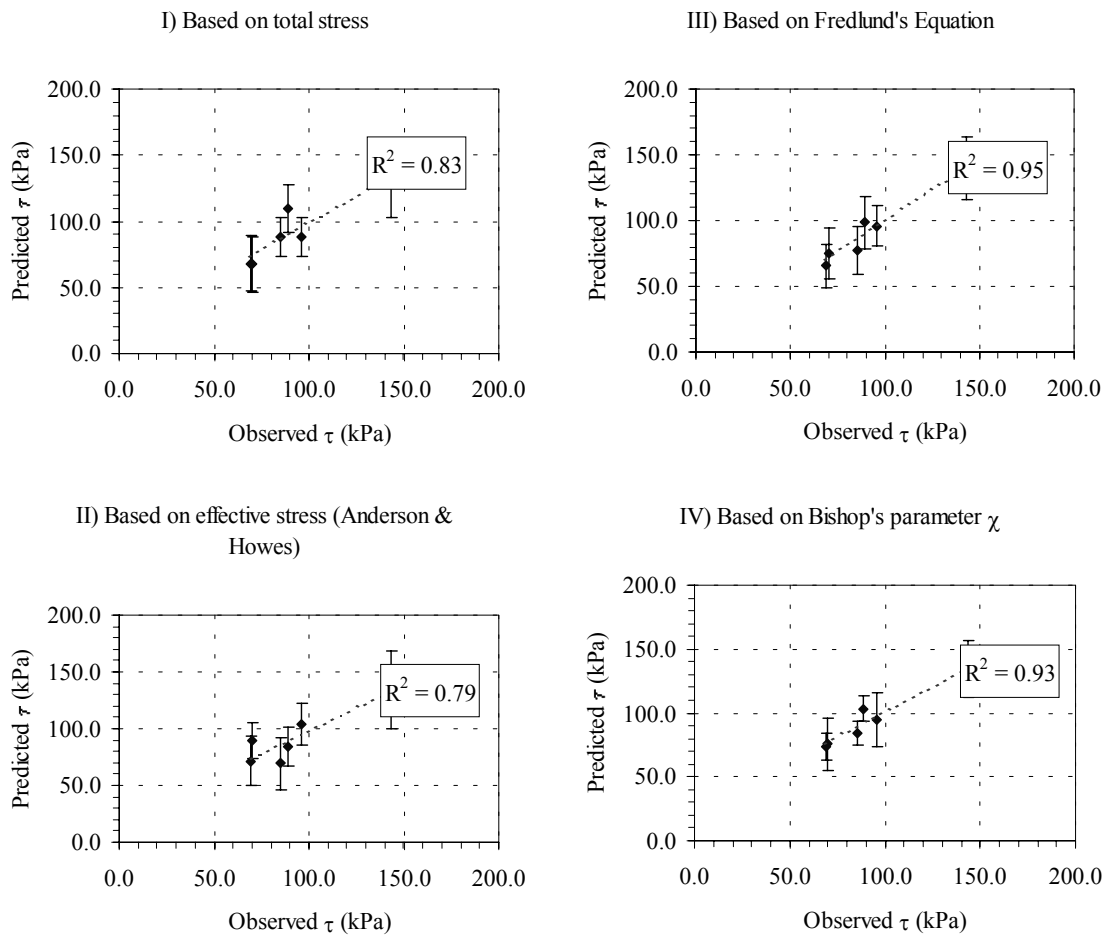 I) Based on total stress
200.0
150.0
100.0
50.0
0.0
Predicted τ (kPa)
R² = 0.83
0.0 50.0 100.0 150.0 200.0
Observed τ (kPa)
III) Based on Fredlund's Equation
200.0
150.0
100.0
50.0
0.0
Predicted τ (kPa)
R² = 0.95
0.0 50.0 100.0 150.0 200.0
Observed τ (kPa)
II) Based on effective stress (Anderson &
Howes)
200.0
150.0
100.0
50.0
0.0
Predicted τ (kPa)
R² = 0.79
0.0 50.0 100.0 150.0 200.0
Observed τ (kPa)
IV) Based on Bishop's parameter χ
200.0
150.0
100.0
50.0
0.0
Predicted τ (kPa)
R² = 0.93
0.0 50.0 100.0 150.0 200.0
Observed τ (kPa)